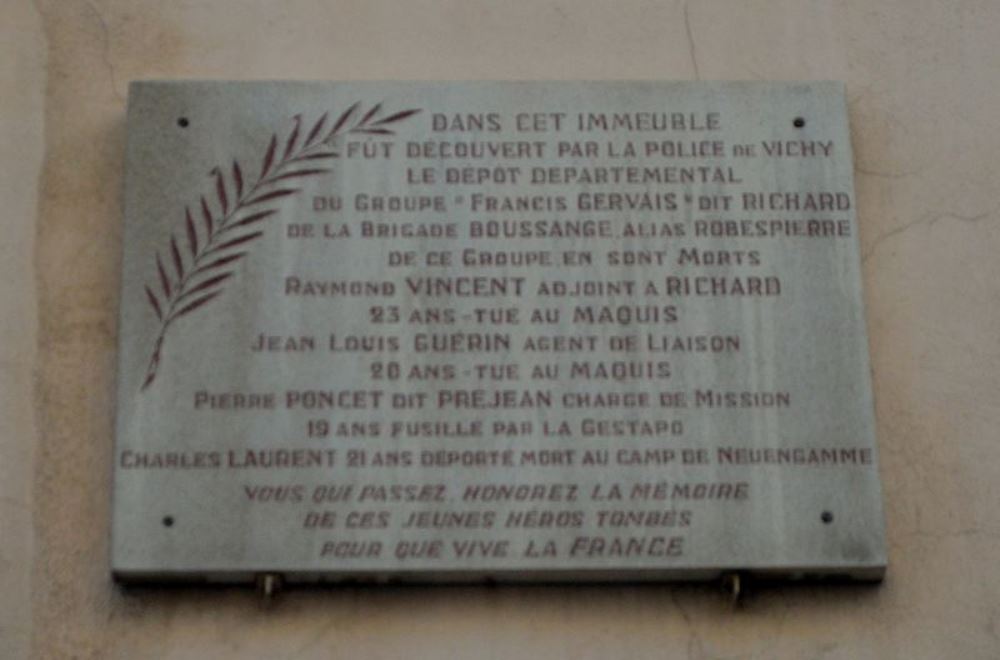 DANS CET IMMEUBLE
FÛT DÉCOUVERT PAR LA POLICE DE VICHY
LE DÉPÔT DEPARTEMENTAL
DU GROUPE "FRANCIS GERVAIS" DIT RICHARD
DE LA BRIGADE BOUSSANGE, ALIAS ROBESPIERRE
DE CE GROUPE, EN SONT MORTS
RAYMOND VINCENT ADJOINT A RICHARD
23 ANS - TUÉ AU MAQUIS
JEAN LOUIS GUÉRIN AGENT DE LIAISON
20 ANS - TUÉ AU MAQUIS
PIERRE PONCET DIT PRÉJEAN CHARGÉ DE MISSION
19 ANS FUSILLÉ PAR LA GESTAPO
CHARLES LAURENT 21 ANS DÉPORTÉ MORT AU CAMP DE NEUENGAMME
VOUS QUI PASSEZ, HONOREZ LA MÉMOIRE
DE CES JEUNES HÉROS TOMBÉS
POUR QUE VIVE LA FRANCE